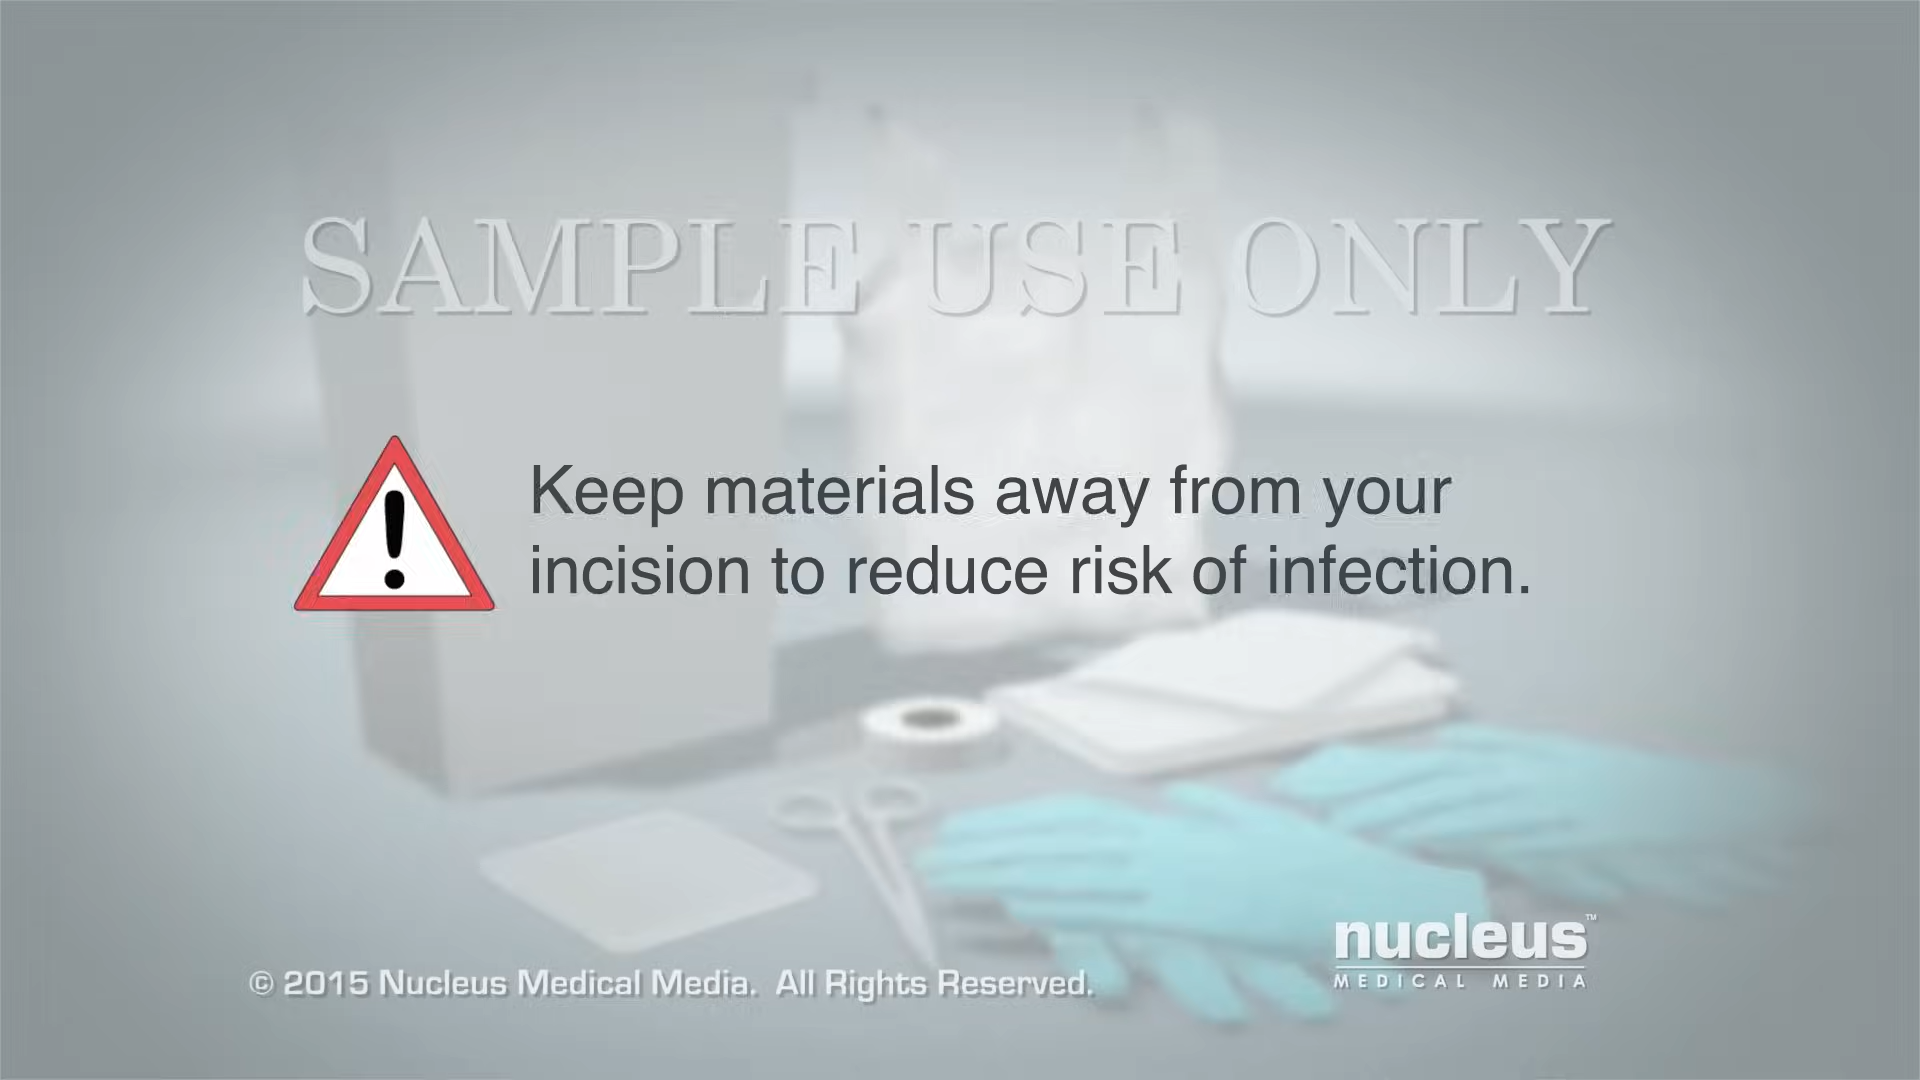 SAMPLE USE ONLY
Keep materials away from your
incision to reduce risk of infection.
nucleus™
MEDICAL MEDIA
© 2015 Nucleus Medical Media. All Rights Reserved.